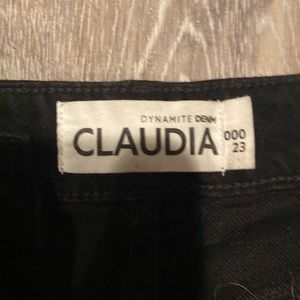 DYNAMITE DENIM
CLAUDIA
000
23